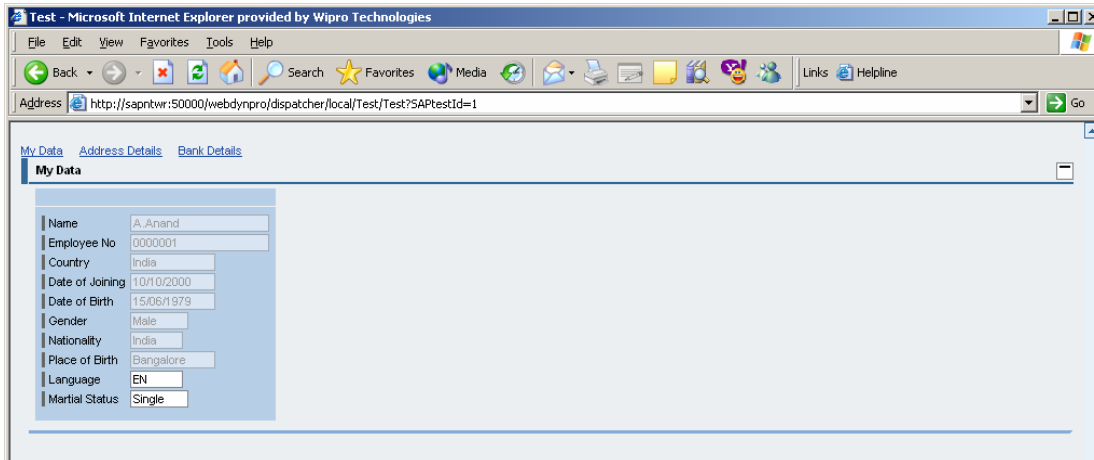 Test - Microsoft Internet Explorer provided by Wipro Technologies
File Edit View Favorites Tools Help
Back Search Favorites Media Links Helpline
Address http://sapntwr:50000/webdynpro/dispatcher/local/Test/Test?SAPtestId=1 Go
My Data Address Details Bank Details
My Data
Name A.Anand
Employee No 0000001
Country India
Date of Joining 10/10/2000
Date of Birth 15/06/1979
Gender Male
Nationality India
Place of Birth Bangalore
Language EN
Martial Status Single